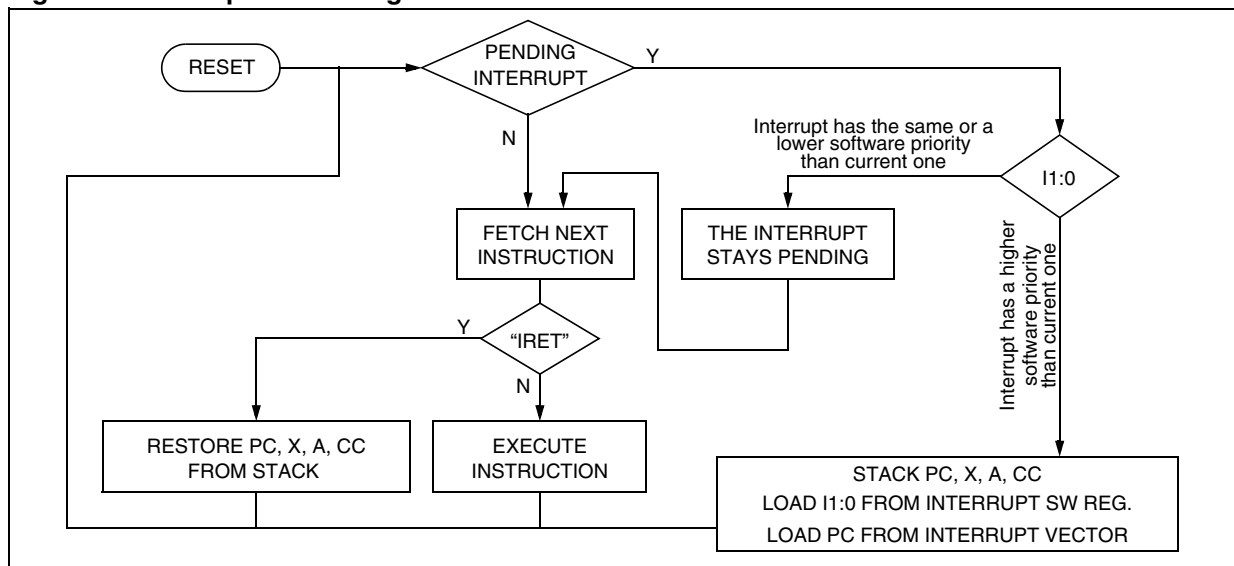 RESET
PENDING
INTERRUPT
Y
N
Interrupt has the same or a
lower software priority
than current one
I1:0
FETCH NEXT
INSTRUCTION
THE INTERRUPT
STAYS PENDING
Interrupt has a higher
software priority
than current one
Y
“IRET”
N
RESTORE PC, X, A, CC
FROM STACK
EXECUTE
INSTRUCTION
STACK PC, X, A, CC
LOAD I1:0 FROM INTERRUPT SW REG.
LOAD PC FROM INTERRUPT VECTOR